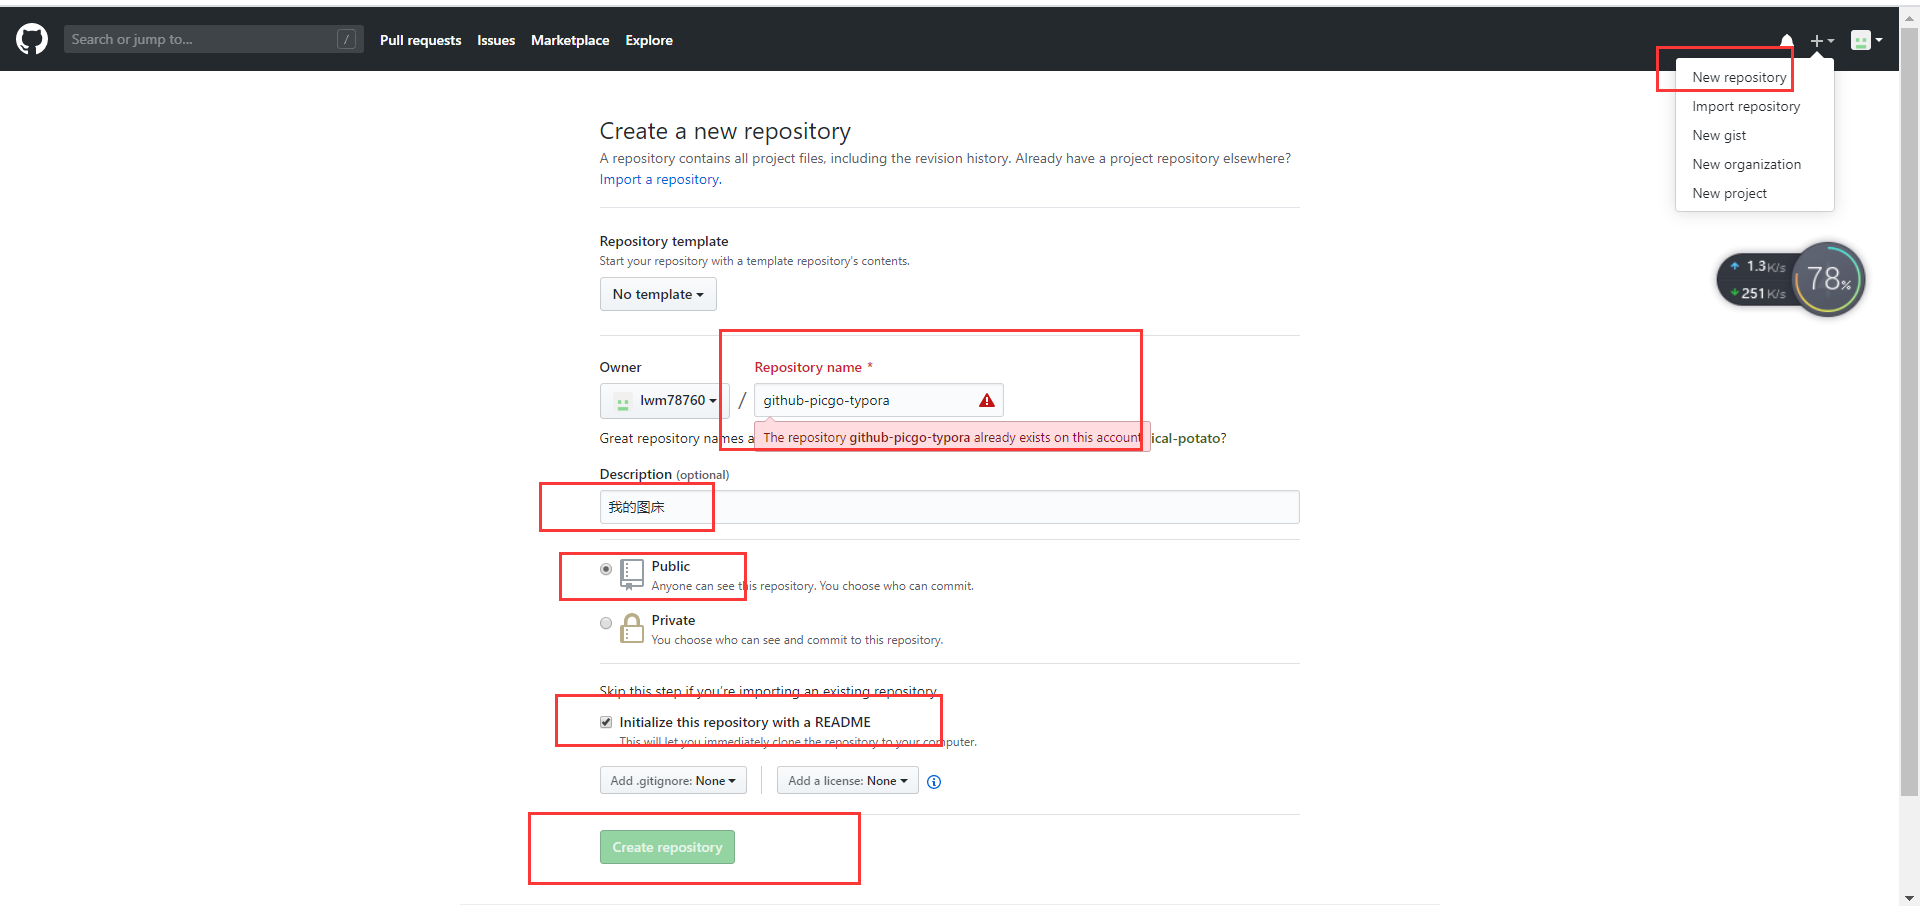 Search or jump to...
/
Pull requests
Issues
Marketplace
Explore
New repository
Import repository
New gist
New organization
New project
1.3K/s
251K/s
78%
Create a new repository
A repository contains all project files, including the revision history. Already have a project repository elsewhere?
Import a repository.
Repository template
Start your repository with a template repository's contents.
No template
Owner
Repository name *
lwm78760
/
github-picgo-typora
Great repository names a
The repository github-picgo-typora already exists on this account
ical-potato?
Description (optional)
我的图床
Public
Anyone can see this repository. You choose who can commit.
Private
You choose who can see and commit to this repository.
Skip this step if you're importing an existing repository.
Initialize this repository with a README
This will let you immediately clone the repository to your computer.
Add .gitignore: None
Add a license: None
Create repository